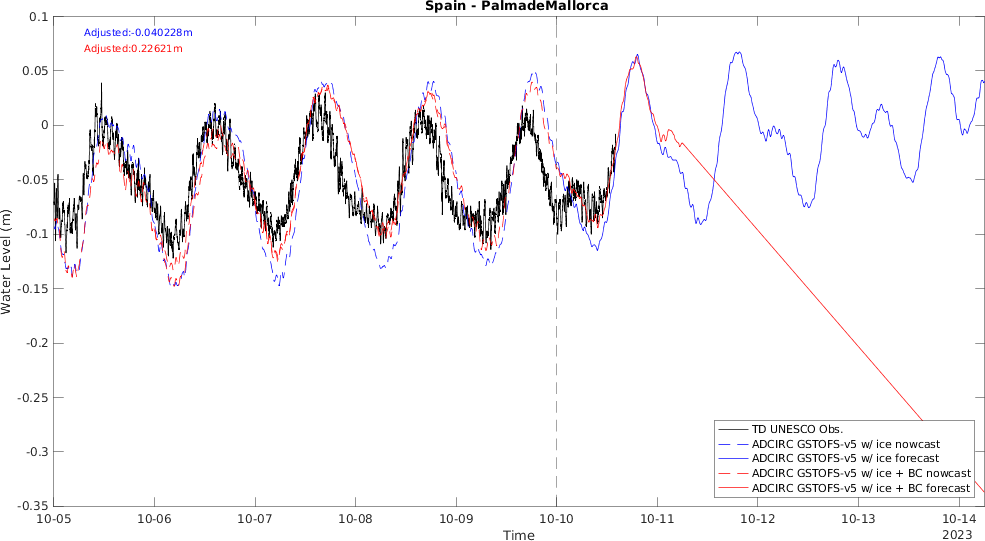 Spain - PalmadeMallorca
Adjusted:-0.040228m
Adjusted:0.22621m
0.1
0.05
0
-0.05
-0.1
-0.15
-0.2
-0.25
-0.3
-0.35
Water Level (m)
TD UNESCO Obs.
ADCIRC GSTOFS-v5 w/ ice nowcast
ADCIRC GSTOFS-v5 w/ ice forecast
ADCIRC GSTOFS-v5 w/ ice + BC nowcast
ADCIRC GSTOFS-v5 w/ ice + BC forecast
10-05 10-06 10-07 10-08 10-09 10-10 10-11 10-12 10-13 10-14
Time
2023